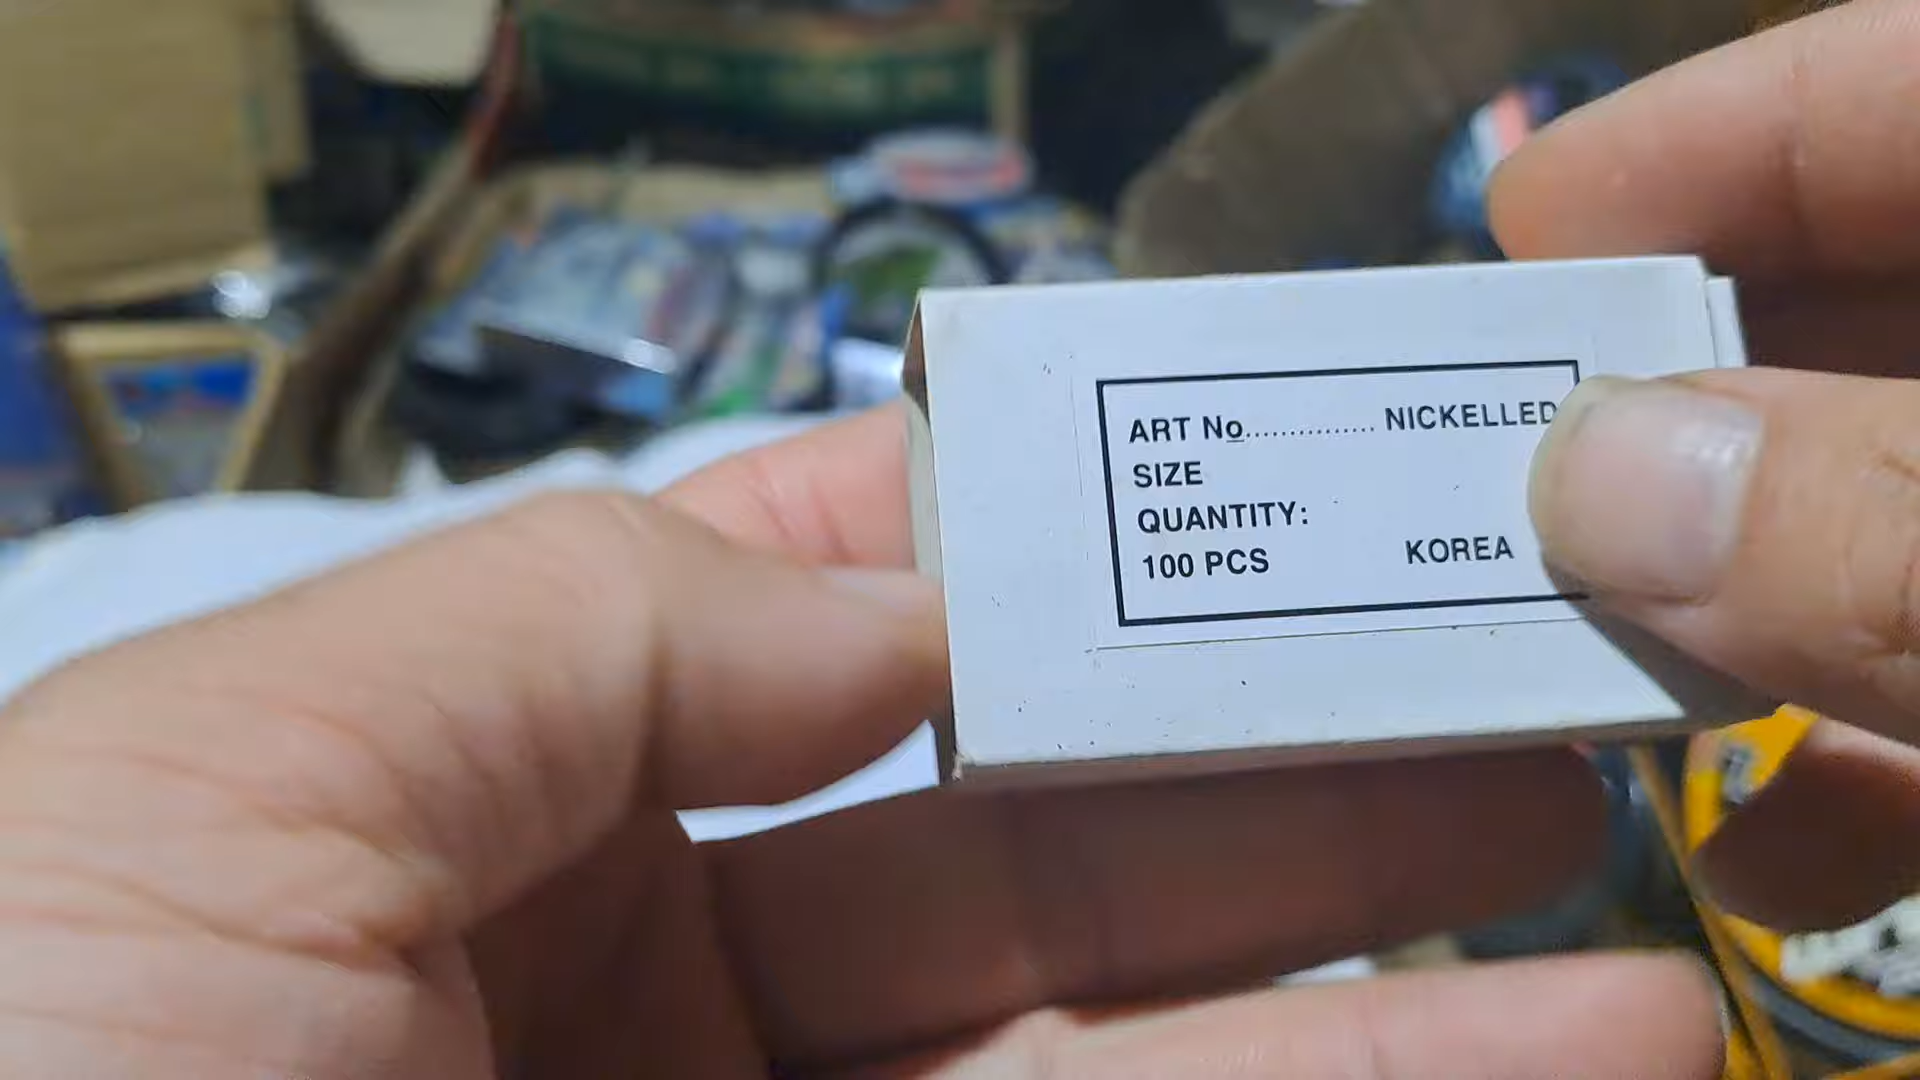 ART No............... NICKELLED
SIZE
QUANTITY:
100 PCS KOREA